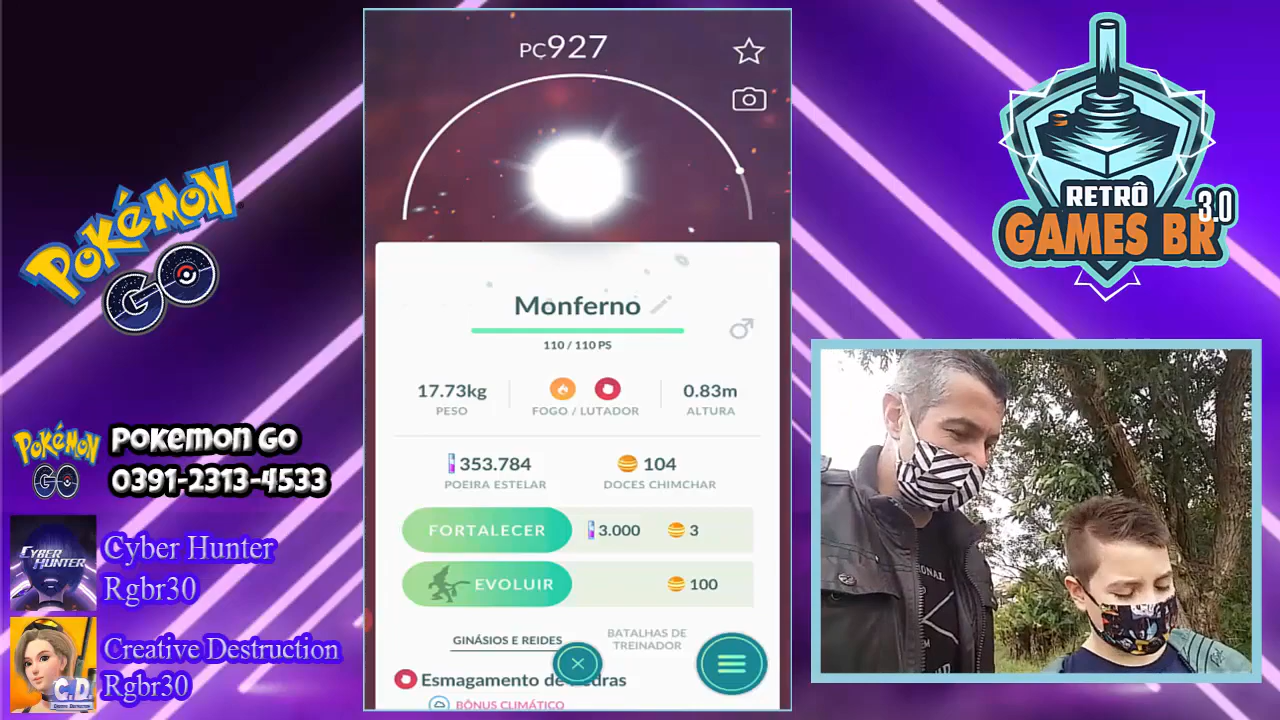 POKÉMON
GO
POKÉMON
GO
POKEMON GO
0391-2313-4533
CYBER
HUNTER
Cyber Hunter
Rgbr30
C.D.
Creative Destruction
Rgbr30
PC927
Monferno
110 / 110 PS
17.73kg
PESO
FOGO / LUTADOR
0.83m
ALTURA
353.784
POEIRA ESTELAR
104
DOCES CHIMCHAR
FORTALECER 3.000 3
EVOLUIR 100
GINÁSIOS E REIDES
BATALHAS DE
TREINADOR
Esmagamento de
BÔNUS CLIMÁTICO
RETRÔ
GAMES BR
3.0